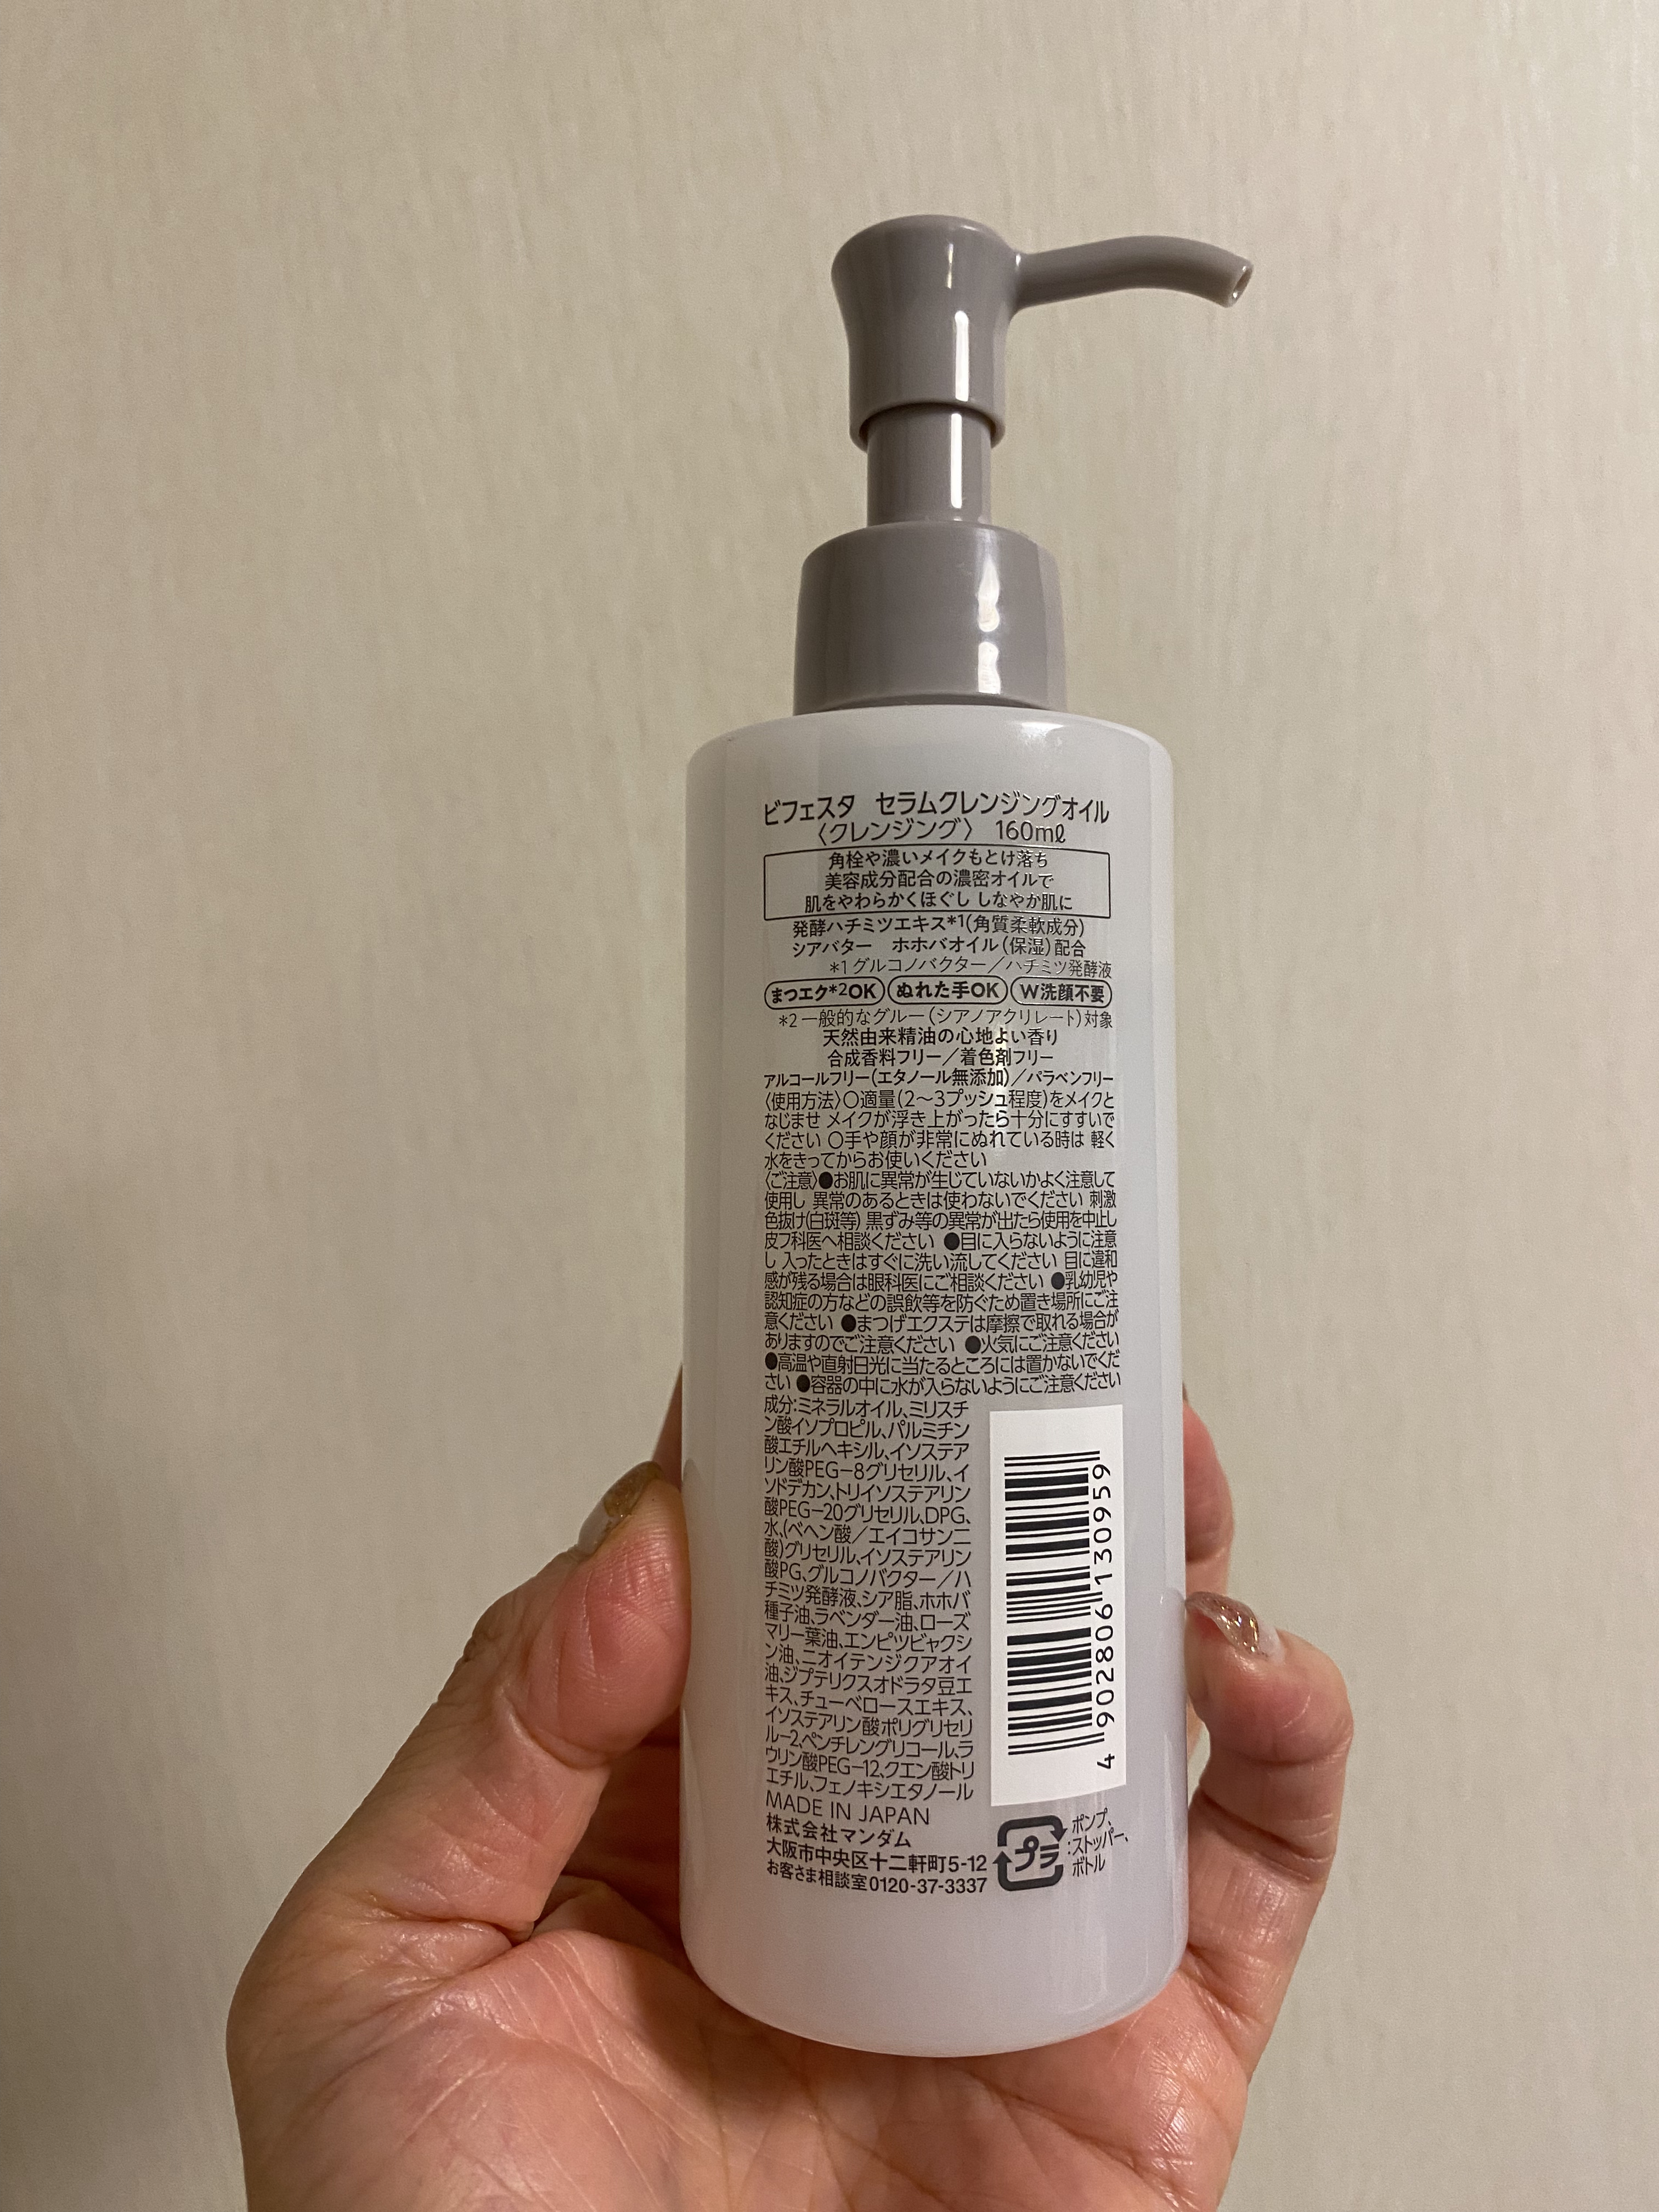 ビフェスタ セラムクレンジングオイル
〈クレンジング〉 160mℓ
角栓や濃いメイクもとけ落ち
美容成分配合の濃密オイルで
肌をやわらかくほぐし しなやか肌に
発酵ハチミツエキス*1(角質柔軟成分)
シアバター ホホバオイル(保湿)配合
*1 グルコノバクター/ハチミツ発酵液
まつエク*2OK ぬれた手OK W洗顔不要
*2 一般的なグルー(シアノアクリレート)対象
天然由来精油の心地よい香り
合成香料フリー/着色剤フリー
アルコールフリー(エタノール無添加)/パラベンフリー
〈使用方法〉○適量(2〜3プッシュ程度)をメイクと
なじませ メイクが浮き上がったら十分にすすいで
ください ○手や顔が非常にぬれている時は 軽く
水をきってからお使いください
〈ご注意〉●お肌に異常が生じていないかよく注意して
使用し 異常のあるときは使わないでください 刺激
色抜け(白斑等) 黒ずみ等の異常が出たら使用を中止し
皮フ科医へ相談ください ●目に入らないように注意
し 入ったときはすぐに洗い流してください 目に違和
感が残る場合は眼科医にご相談ください ●乳幼児や
認知症の方などの誤飲等を防ぐため置き場所にご注
意ください ●まつげエクステは摩擦で取れる場合が
ありますのでご注意ください ●火気にご注意ください
●高温や直射日光に当たるところには置かないでくだ
さい ●容器の中に水が入らないようにご注意ください
成分:ミネラルオイル、ミリスチ
ン酸イソプロピル、パルミチン
酸エチルヘキシル、イソステア
リン酸PEG−8グリセリル、イ
ソドデカン、トリイソステアリン
酸PEG−20グリセリル、DPG、
水、(ベヘン酸/エイコサン二
酸)グリセリル、イソステアリン
酸PG、グルコノバクター/ハ
チミツ発酵液、シア脂、ホホバ
種子油、ラベンダー油、ローズ
マリー葉油、エンピツビャクシ
ン油、ニオイテンジクアオイ
油、ジプテリクスオドラタ豆エ
キス、チューベロースエキス、
イソステアリン酸ポリグリセリ
ル−2、ペンチレングリコール、ラ
ウリン酸PEG−12、クエン酸トリ
エチル、フェノキシエタノール
4 902806 130959
MADE IN JAPAN
株式会社マンダム
大阪市中央区十二軒町5-12
お客さま相談室0120-37-3337
プラ
:ポンプ、
ストッパー、
ボトル